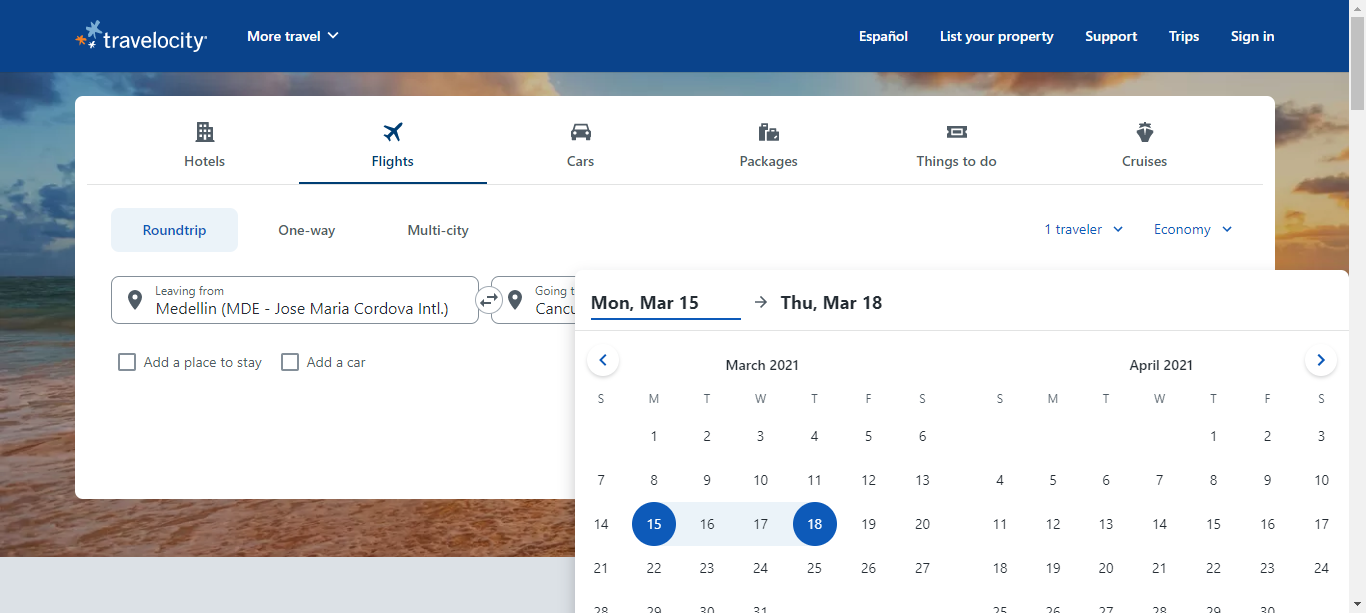 travelocity
More travel
Español
List your property
Support
Trips
Sign in
Hotels
Flights
Cars
Packages
Things to do
Cruises
Roundtrip
One-way
Multi-city
1 traveler
Economy
Leaving from
Medellin (MDE - Jose Maria Cordova Intl.)
Going t
Cancu
Mon, Mar 15
Thu, Mar 18
Add a place to stay
Add a car
March 2021
S M T W T F S
1 2 3 4 5 6
7 8 9 10 11 12 13
14 15 16 17 18 19 20
21 22 23 24 25 26 27
28 29 30 31
April 2021
S M T W T F S
1 2 3
4 5 6 7 8 9 10
11 12 13 14 15 16 17
18 19 20 21 22 23 24
25 26 27 28 29 30